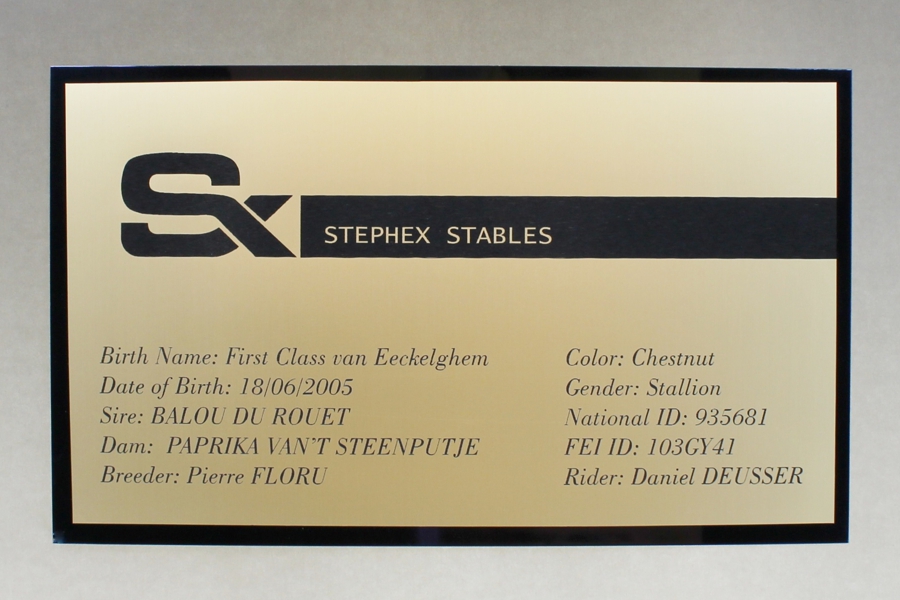 Sx
STEPHEX STABLES
Birth Name: First Class van Eeckelghem
Date of Birth: 18/06/2005
Sire: BALOU DU ROUET
Dam: PAPRIKA VAN'T STEENPUTJE
Breeder: Pierre FLORU
Color: Chestnut
Gender: Stallion
National ID: 935681
FEI ID: 103GY41
Rider: Daniel DEUSSER